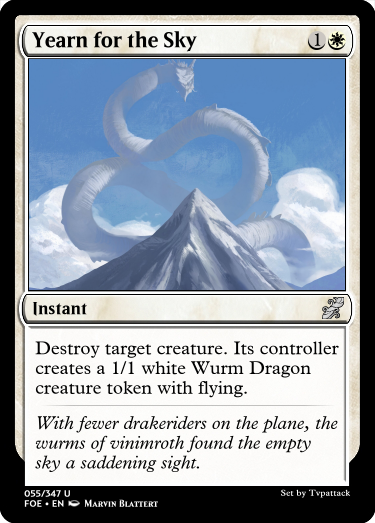 Yearn for the Sky 1
Instant
Destroy target creature. Its controller
creates a 1/1 white Wurm Dragon
creature token with flying.
With fewer drakeriders on the plane, the
wurms of vinimroth found the empty
sky a saddening sight.
055/347 U Set by Tvpattack
FOE • EN Marvin Blattert